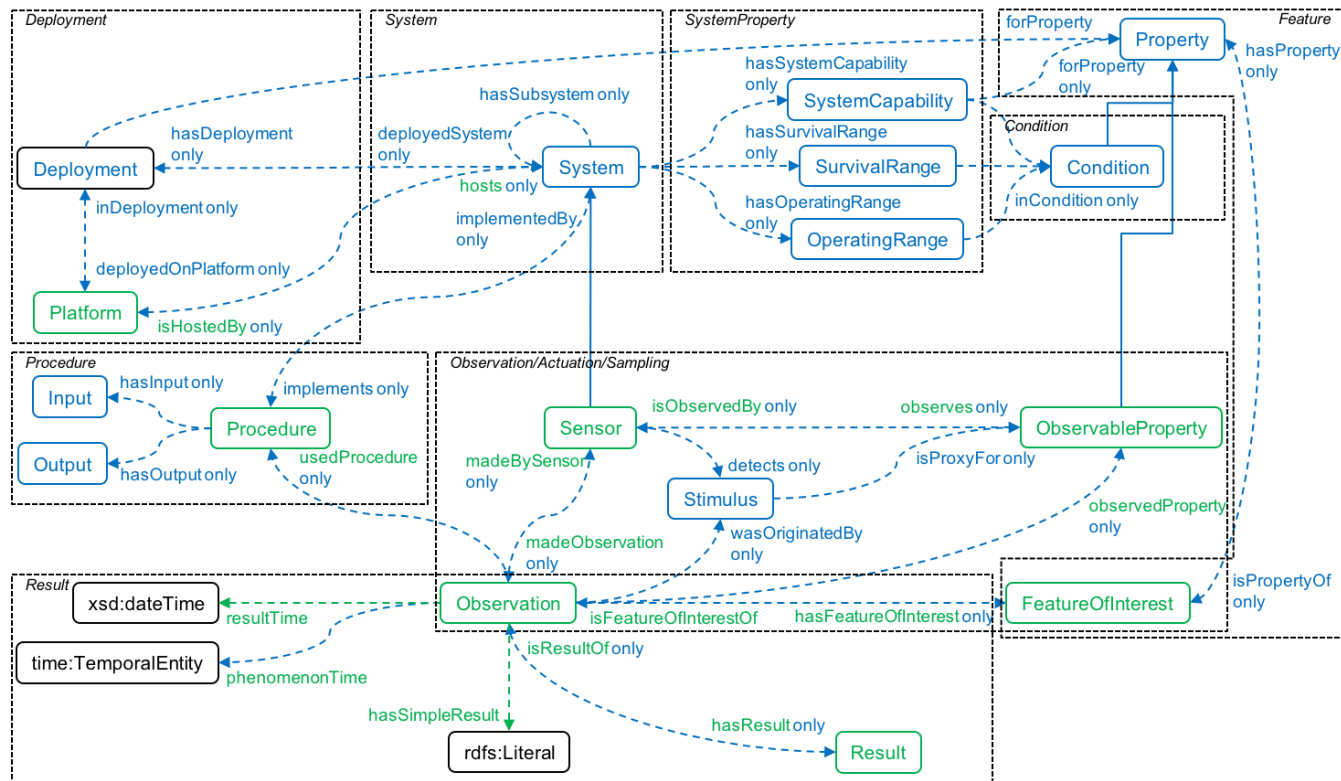 Deployment
System
SystemProperty
Feature
forProperty
Property
hasProperty
only
hasSystemCapability
only
forProperty
only
SystemCapability
hasSubsystem only
Condition
hasDeployment
only
deployedSystem
only
hasSurvivalRange
only
Deployment
System
SurvivalRange
Condition
hosts only
inDeployment only
implementedBy
only
hasOperatingRange
only
inCondition only
OperatingRange
deployedOnPlatform only
Platform
isHostedBy only
Procedure
Observation/Actuation/Sampling
hasInput only
Input
implements only
isObservedBy only
observes only
Procedure
Sensor
ObservableProperty
Output
hasOutput only
usedProcedure
only
madeBySensor
only
detects only
isProxyFor only
Stimulus
observedProperty
only
wasOriginatedBy
only
madeObservation
only
Result
xsd:dateTime
Observation
FeatureOfInterest
isPropertyOf
only
resultTime
isFeatureOfInterestOf
hasFeatureOfInterest only
isResultOf only
time:TemporalEntity
phenomenonTime
hasSimpleResult
hasResult only
rdfs:Literal
Result